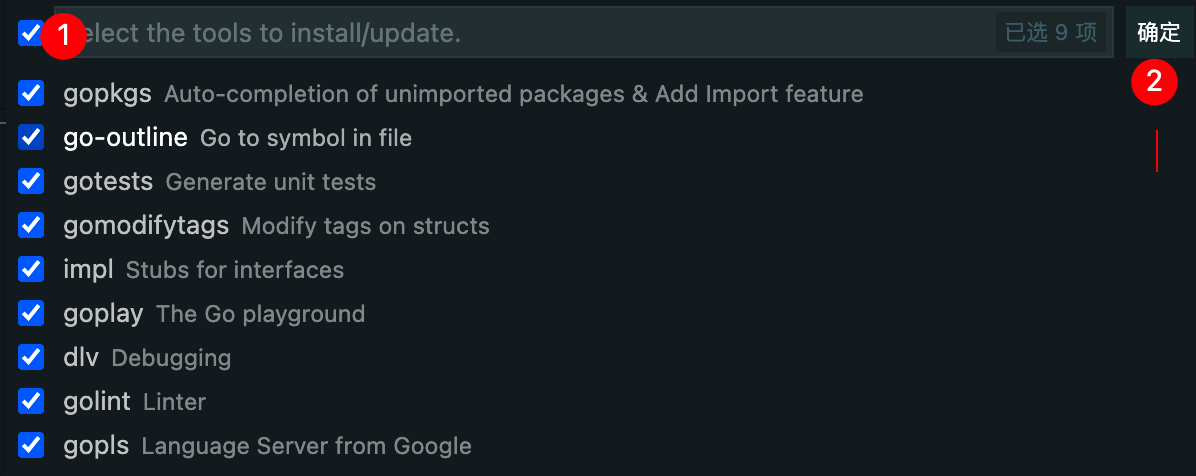 1 elect the tools to install/update. 已选 9 项 确定
2
gopkgs Auto-completion of unimported packages & Add Import feature
go-outline Go to symbol in file
gotests Generate unit tests
gomodifytags Modify tags on structs
impl Stubs for interfaces
goplay The Go playground
dlv Debugging
golint Linter
gopls Language Server from Google